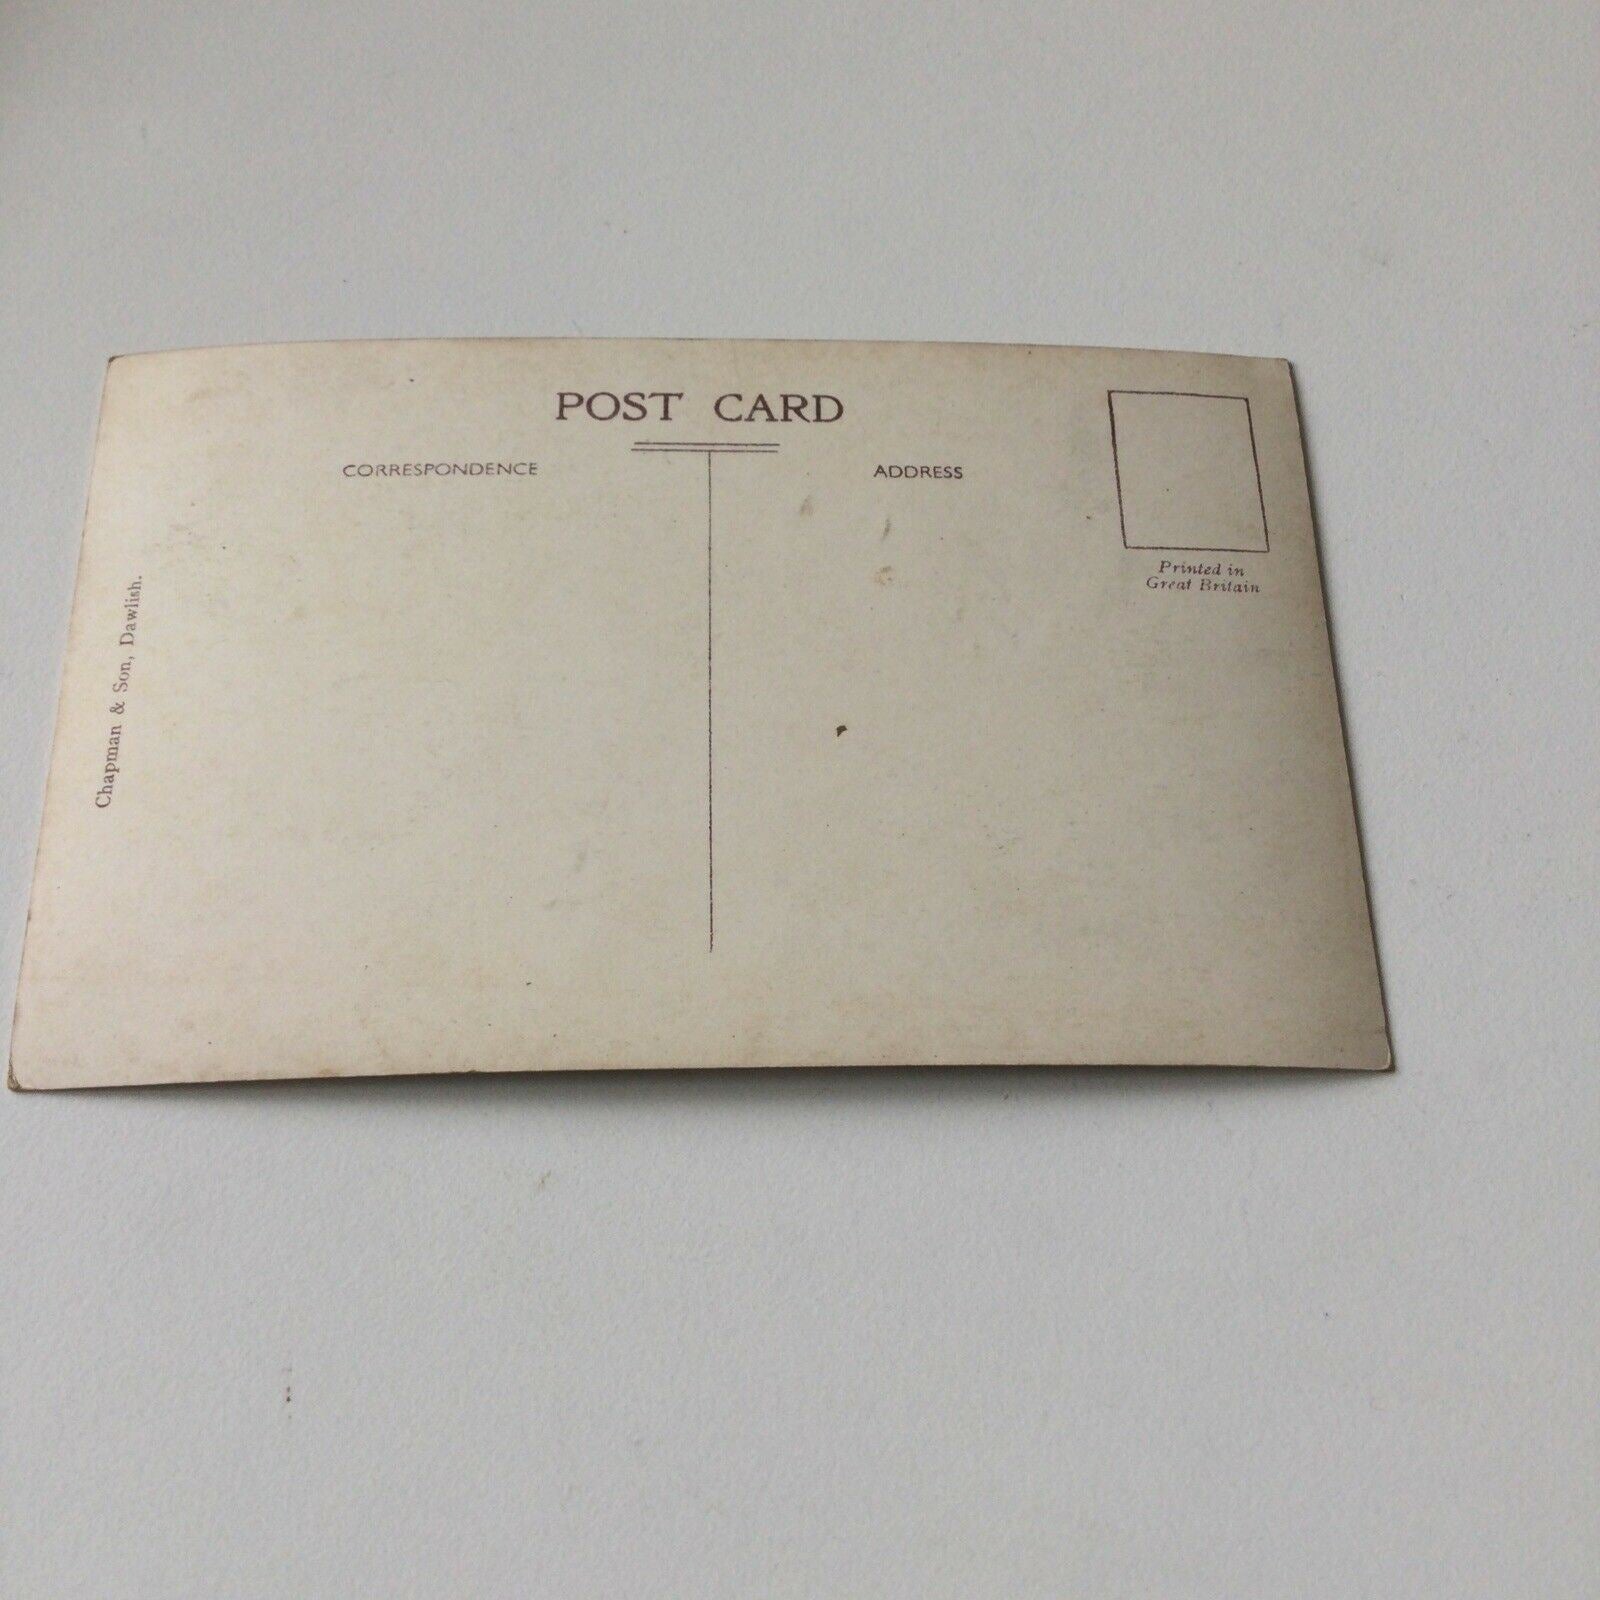 POST CARD
CORRESPONDENCE
ADDRESS
Printed in
Great Britain
Chapman & Son, Dawlish.